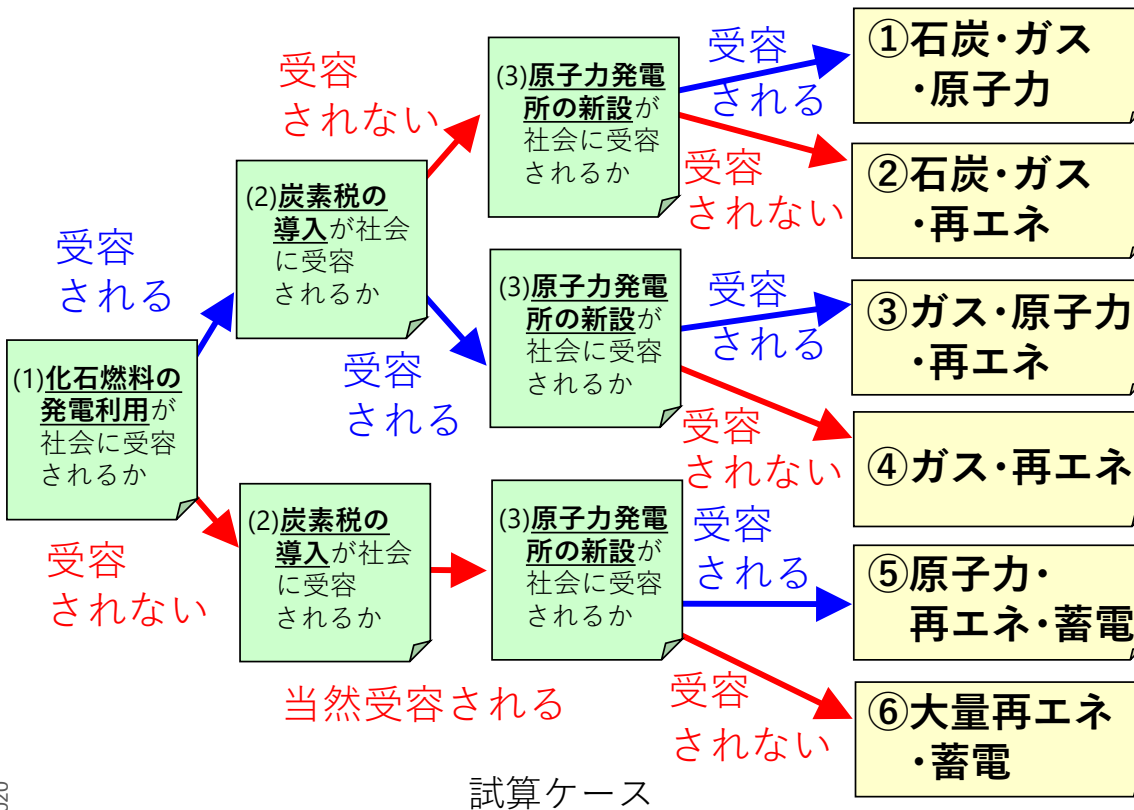 (1)化石燃料の
発電利用が
社会に受容
されるか
受容
される
受容
されない
(2)炭素税の
導入が社会
に受容
されるか
受容
されない
受容
される
(2)炭素税の
導入が社会
に受容
されるか
当然受容される
(3)原子力発電
所の新設が
社会に受容
されるか
受容
される
受容
されない
(3)原子力発電
所の新設が
社会に受容
されるか
受容
される
受容
されない
(3)原子力発電
所の新設が
社会に受容
されるか
受容
される
受容
されない
①石炭・ガス
・原子力
②石炭・ガス
・再エネ
③ガス・原子力
・再エネ
④ガス・再エネ
⑤原子力・
再エネ・蓄電
⑥大量再エネ
・蓄電
試算ケース